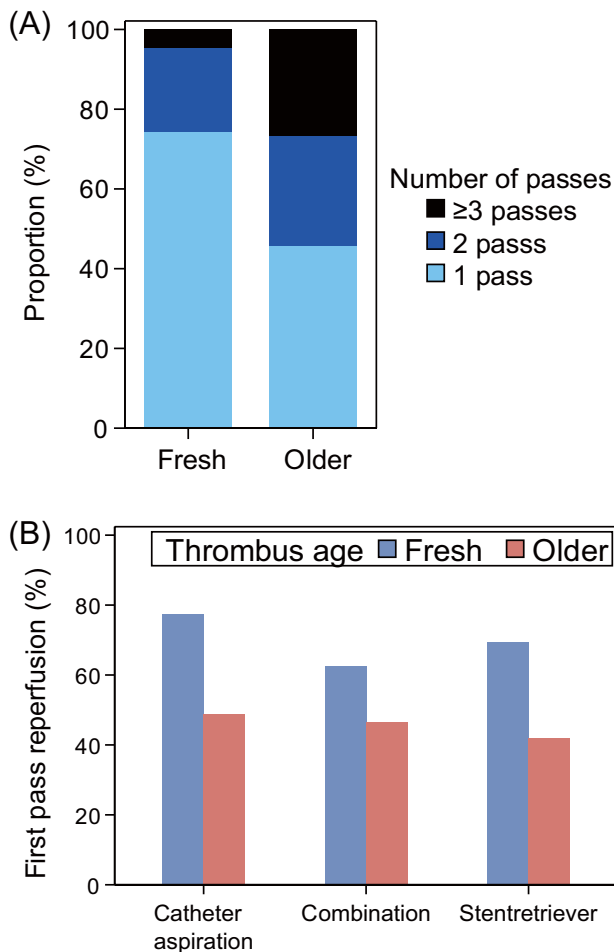 (A)
Proportion (%)
100
80
60
40
20
0
Fresh Older
Number of passes
≥3 passes
2 passs
1 pass
(B)
First pass reperfusion (%)
100
80
60
40
20
0
Thrombus age Fresh Older
Catheter
aspiration
Combination
Stentretriever